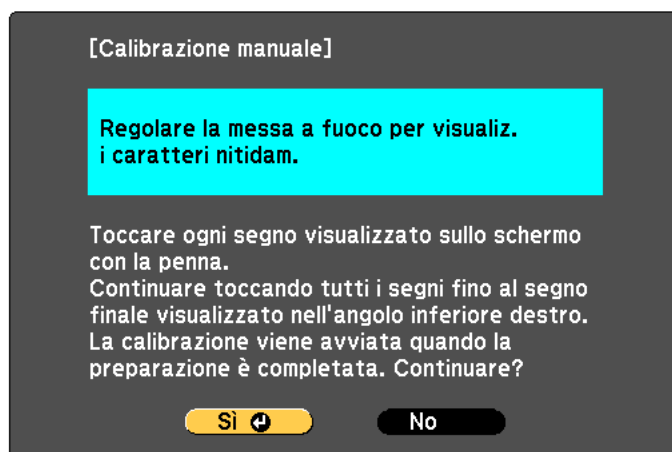 [Calibrazione manuale]
Regolare la messa a fuoco per visualiz.
i caratteri nitidam.
Toccare ogni segno visualizzato sullo schermo
con la penna.
Continuare toccando tutti i segni fino al segno
finale visualizzato nell'angolo inferiore destro.
La calibrazione viene avviata quando la
preparazione è completata. Continuare?
Sì No